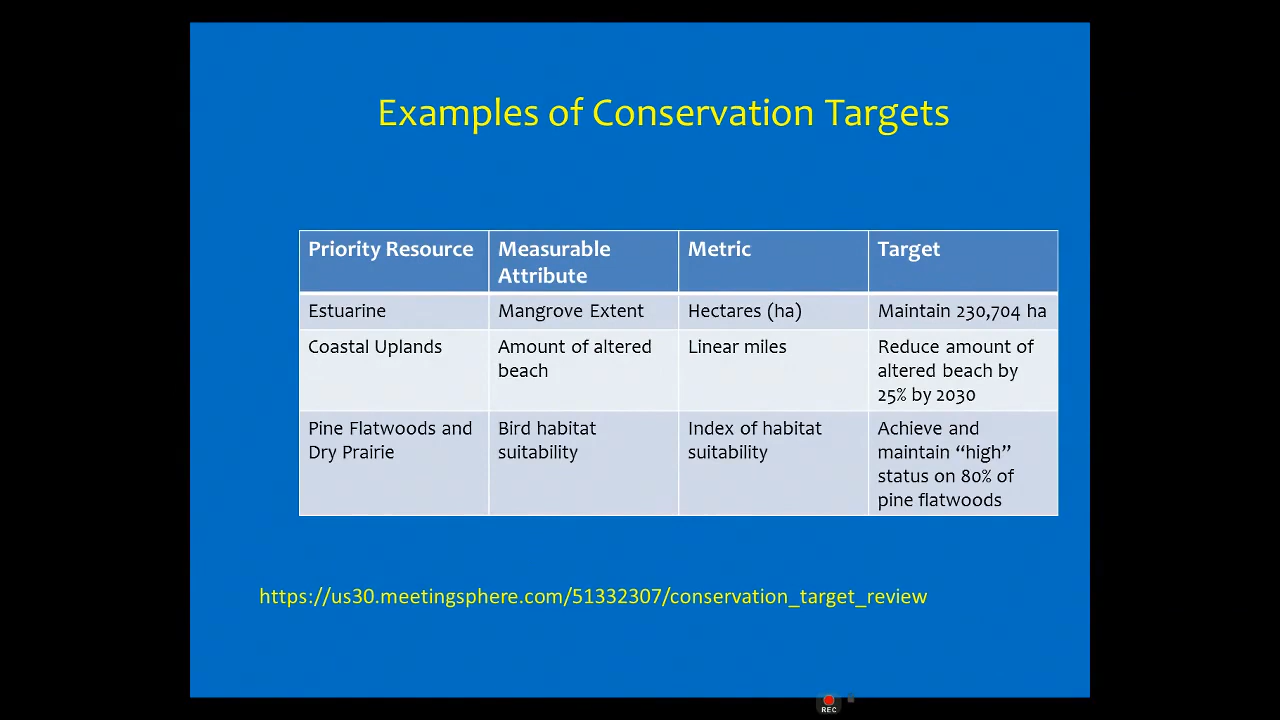 Examples of Conservation Targets
Priority Resource
Measurable
Attribute
Metric
Target
Estuarine
Mangrove Extent
Hectares (ha)
Maintain 230,704 ha
Coastal Uplands
Amount of altered
beach
Linear miles
Reduce amount of
altered beach by
25% by 2030
Pine Flatwoods and
Dry Prairie
Bird habitat
suitability
Index of habitat
suitability
Achieve and
maintain “high”
status on 80% of
pine flatwoods
https://us30.meetingsphere.com/51332307/conservation_target_review
REC